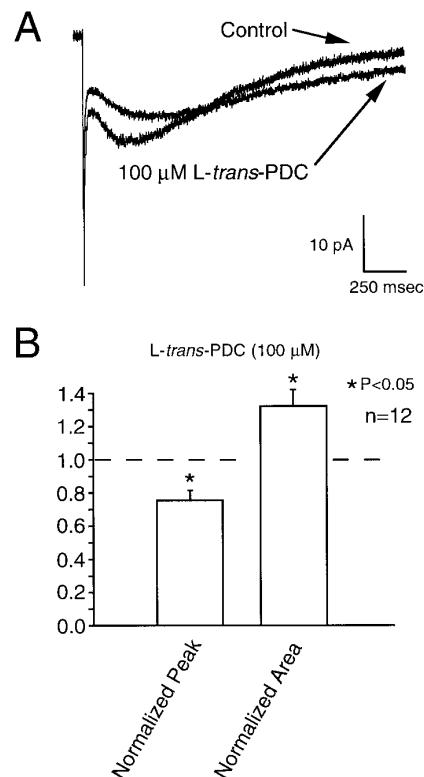 A
Control
100 μM L-trans-PDC
10 pA
250 msec
B
L-trans-PDC (100 μM)
* P<0.05
n=12
*
*
1.4
1.2
1.0
0.8
0.6
0.4
0.2
0.0
Normalized Peak
Normalized Area